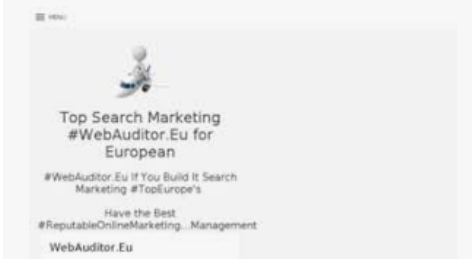 MENU
Top Search Marketing
#WebAuditor.Eu for
European
#WebAuditor.Eu If You Build It Search
Marketing #TopEurope's
Have the Best
#ReputableOnlineMarketing...Management
WebAuditor.Eu